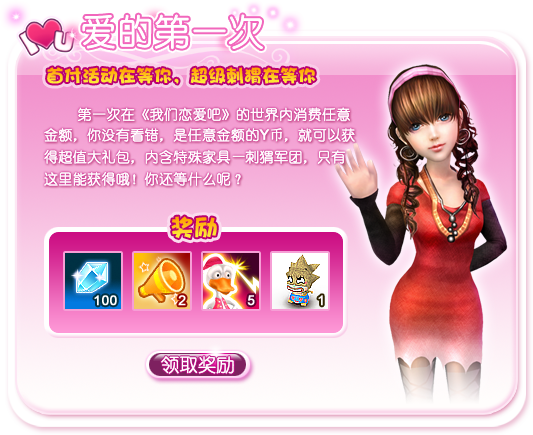 I U 爱的第一次
首付活动在等你、超级刺猬在等你
第一次在《我们恋爱吧》的世界内消费任意
金额，你没有看错，是任意金额的Y币，就可以获
得超值大礼包，内含特殊家具—刺猬军团，只有
这里能获得哦！你还等什么呢？
奖励
100 2 5 1
领取奖励